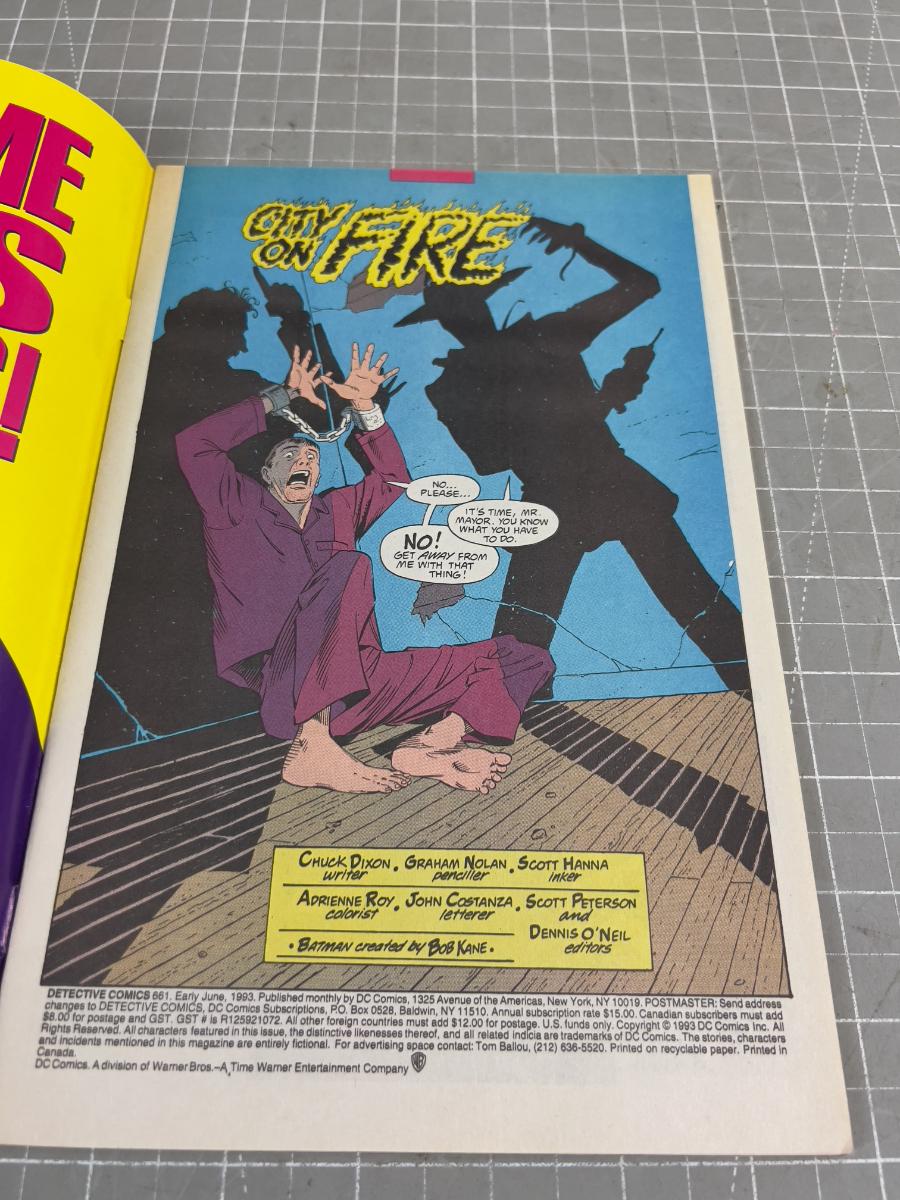 ME
S
!
CITY
ON FIRE
NO...
PLEASE...
IT'S TIME, MR.
MAYOR. YOU KNOW
WHAT YOU HAVE
TO DO.
NO!
GET AWAY FROM
ME WITH THAT
THING!
CHUCK DIXON • GRAHAM NOLAN • SCOTT HANNA
writer penciller inker
ADRIENNE ROY • JOHN COSTANZA • SCOTT PETERSON
colorist letterer and
DENNIS O'NEIL
• BATMAN created by BOB KANE • editors
DETECTIVE COMICS 661. Early June, 1993. Published monthly by DC Comics, 1325 Avenue of the Americas, New York, NY 10019. POSTMASTER: Send address
changes to DETECTIVE COMICS, DC Comics Subscriptions, P.O. Box 0528, Baldwin, NY 11510. Annual subscription rate $15.00. Canadian subscribers must add
$8.00 for postage and GST. GST # is R125921072. All other foreign countries must add $12.00 for postage. U.S. funds only. Copyright © 1993 DC Comics Inc. All
Rights Reserved. All characters featured in this issue, the distinctive likenesses thereof, and all related indicia are trademarks of DC Comics. The stories, characters
and incidents mentioned in this magazine are entirely fictional. For advertising space contact: Tom Ballou, (212) 636-5520. Printed on recyclable paper. Printed in
Canada.
DC Comics. A division of Warner Bros.–A Time Warner Entertainment Company